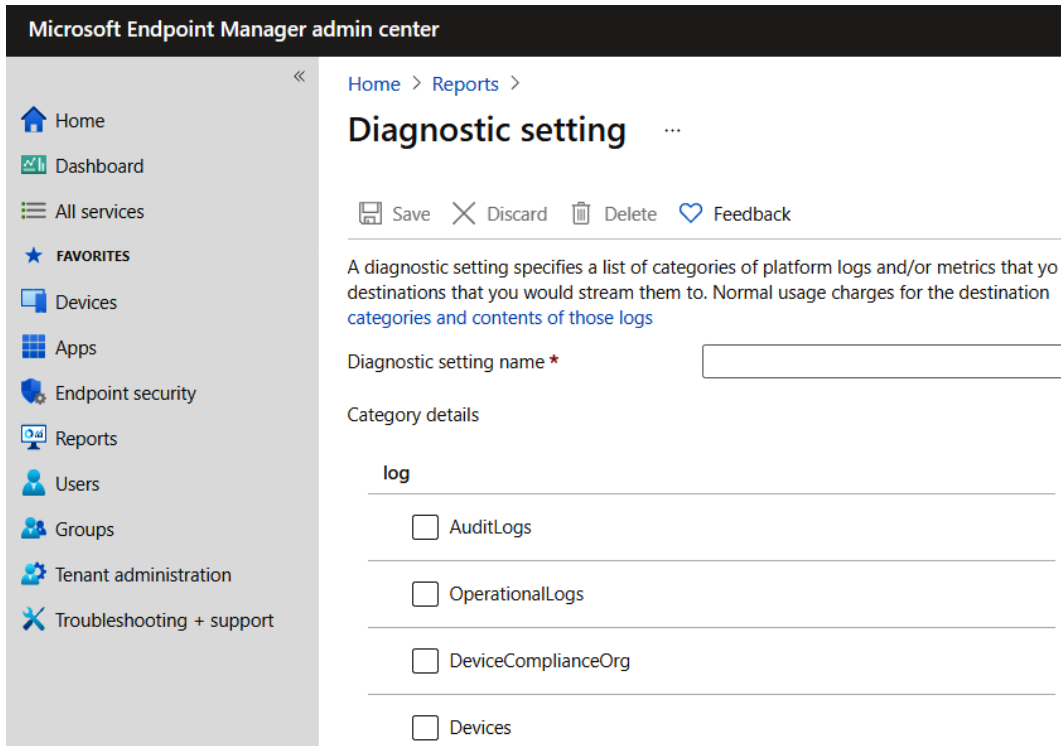 Microsoft Endpoint Manager admin center
«
Home
Dashboard
All services
FAVORITES
Devices
Apps
Endpoint security
Reports
Users
Groups
Tenant administration
Troubleshooting + support
Home > Reports >
Diagnostic setting ...
Save Discard Delete Feedback
A diagnostic setting specifies a list of categories of platform logs and/or metrics that yo
destinations that you would stream them to. Normal usage charges for the destination
categories and contents of those logs
Diagnostic setting name *
Category details
log
AuditLogs
OperationalLogs
DeviceComplianceOrg
Devices